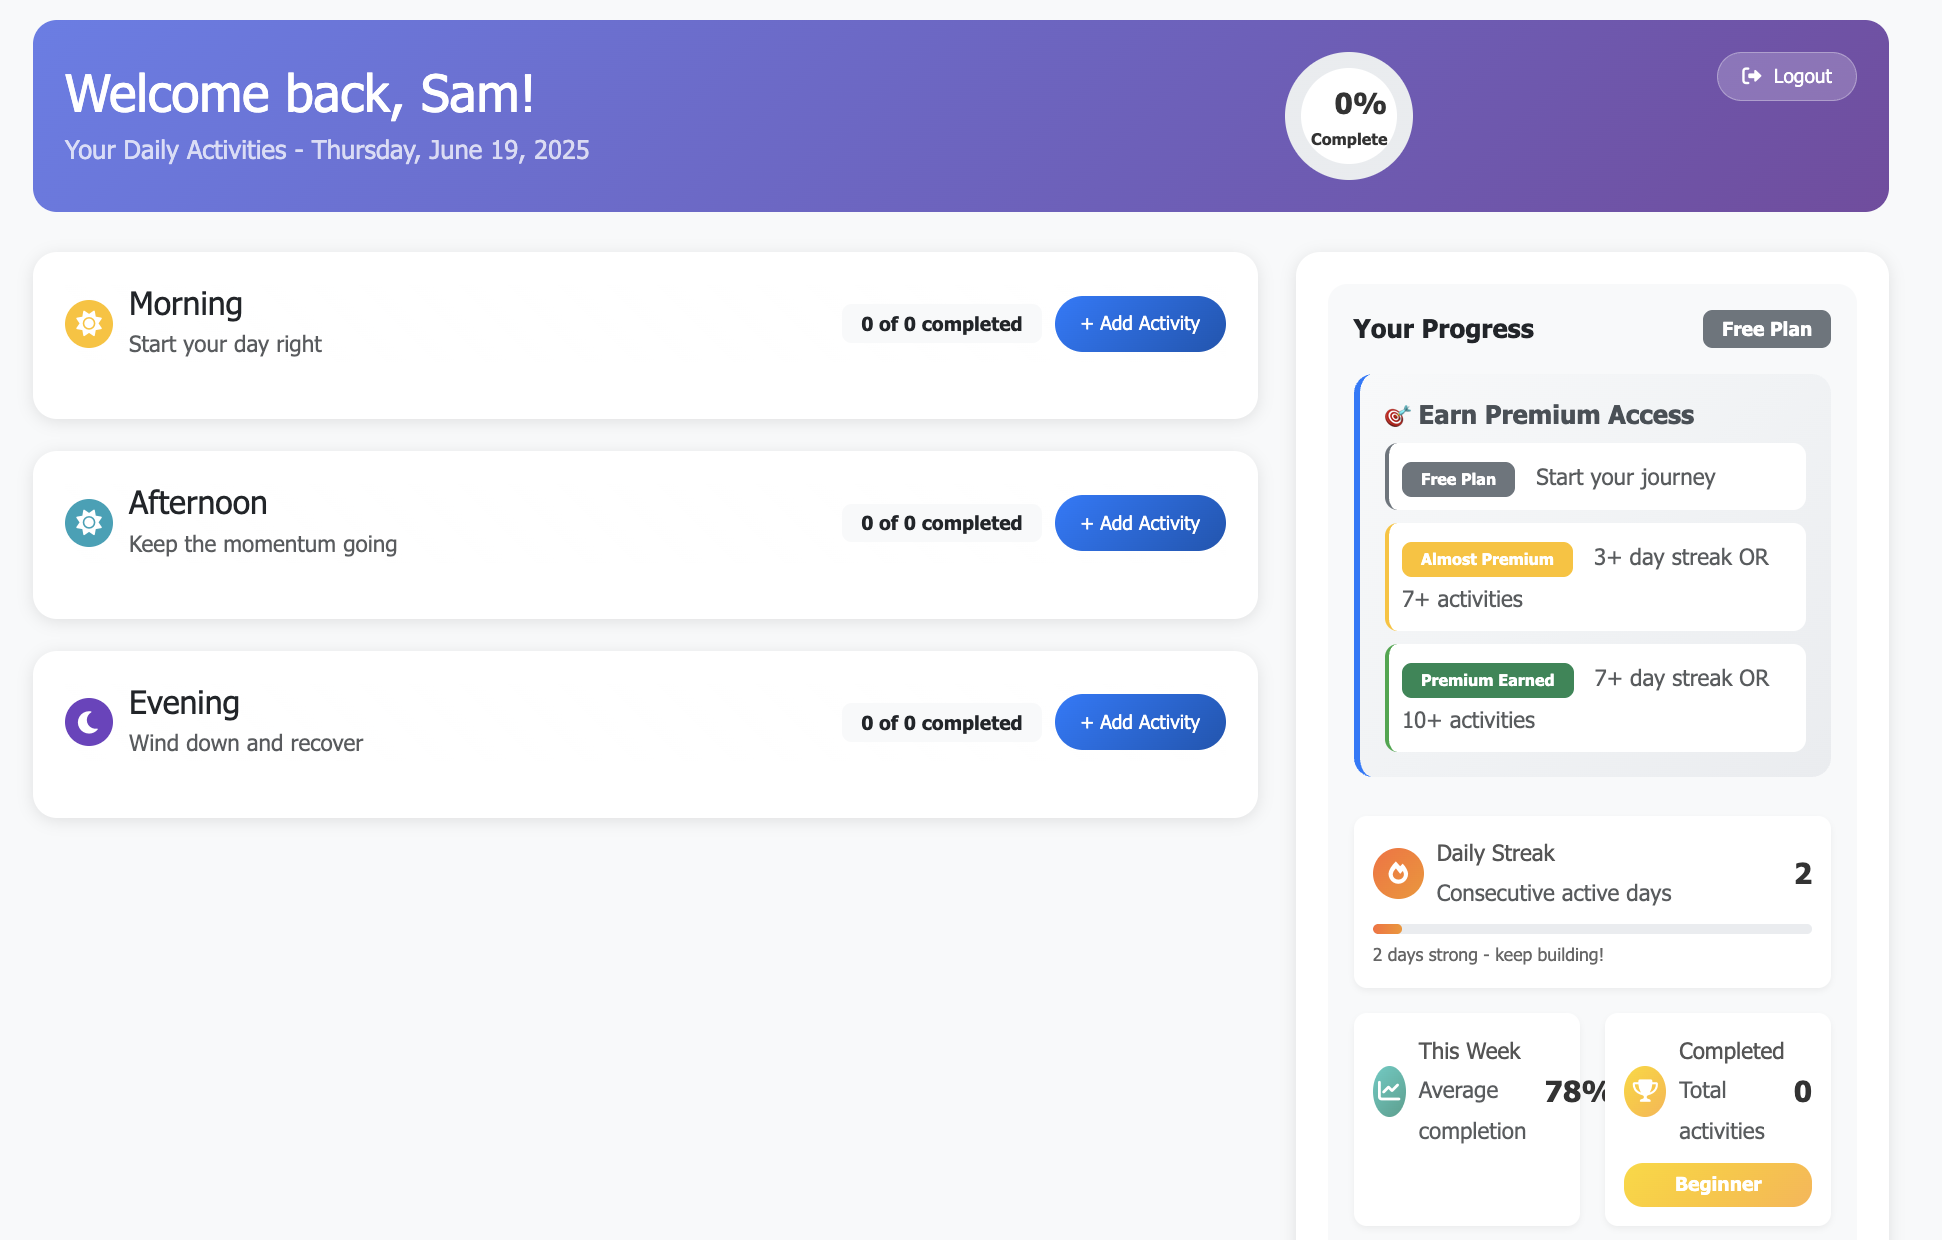 Welcome back, Sam!
Your Daily Activities - Thursday, June 19, 2025
0%
Complete
Logout
Morning
Start your day right
0 of 0 completed
+ Add Activity
Afternoon
Keep the momentum going
0 of 0 completed
+ Add Activity
Evening
Wind down and recover
0 of 0 completed
+ Add Activity
Your Progress
Free Plan
Earn Premium Access
Free Plan Start your journey
Almost Premium 3+ day streak OR
7+ activities
Premium Earned 7+ day streak OR
10+ activities
Daily Streak
Consecutive active days
2
2 days strong - keep building!
This Week
Average
completion
78%
Completed
Total
activities
0
Beginner